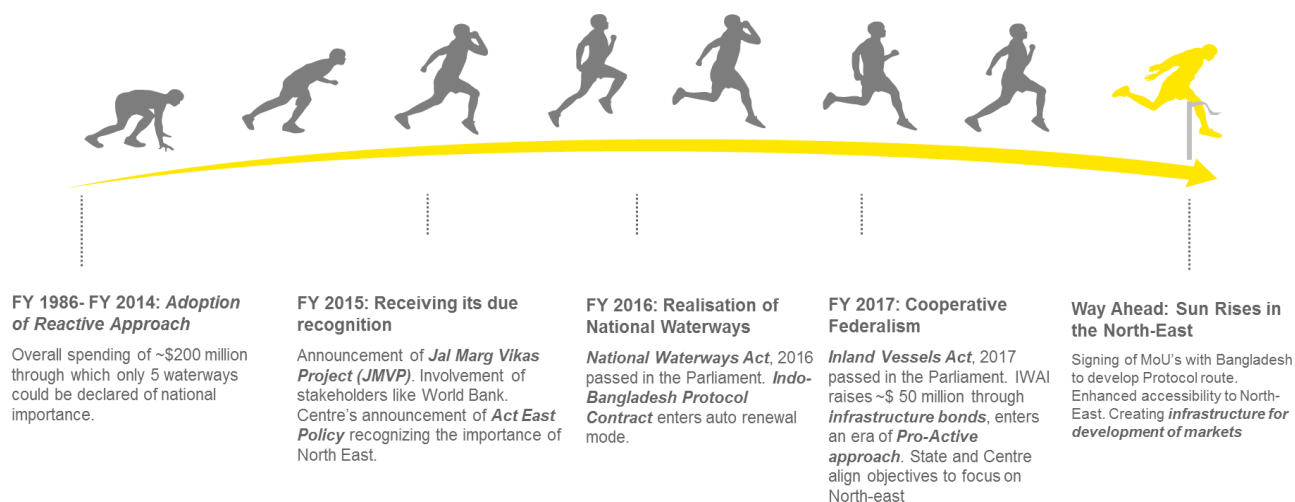 FY 1986- FY 2014: Adoption
of Reactive Approach
Overall spending of ~$200 million
through which only 5 waterways
could be declared of national
importance.
FY 2015: Receiving its due
recognition
Announcement of Jal Marg Vikas
Project (JMVP). Involvement of
stakeholders like World Bank.
Centre’s announcement of Act East
Policy recognizing the importance of
North East.
FY 2016: Realisation of
National Waterways
National Waterways Act, 2016
passed in the Parliament. Indo-
Bangladesh Protocol
Contract enters auto renewal
mode.
FY 2017: Cooperative
Federalism
Inland Vessels Act, 2017
passed in the Parliament. IWAI
raises ~$ 50 million through
infrastructure bonds, enters
an era of Pro-Active
approach. State and Centre
align objectives to focus on
North-east
Way Ahead: Sun Rises in
the North-East
Signing of MoU’s with Bangladesh
to develop Protocol route.
Enhanced accessibility to North-
East. Creating infrastructure for
development of markets